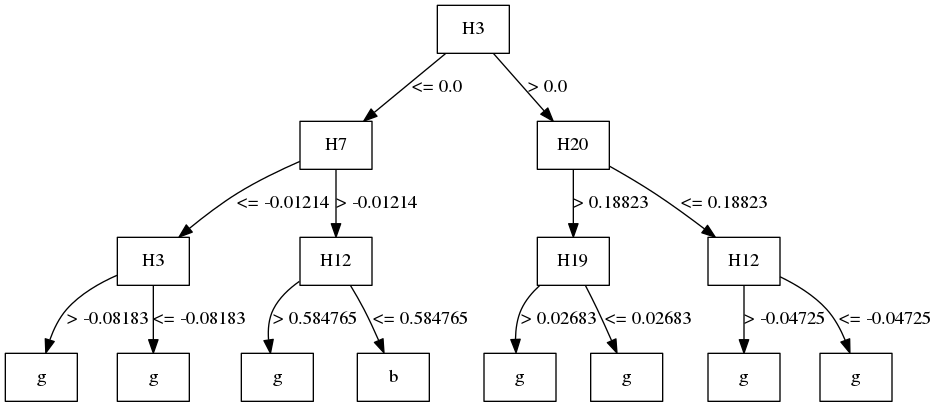 H3
<= 0.0
> 0.0
H7
H20
<= -0.01214
> -0.01214
> 0.18823
<= 0.18823
H3
H12
H19
H12
> -0.08183
<= -0.08183
> 0.584765
<= 0.584765
> 0.02683
<= 0.02683
> -0.04725
<= -0.04725
g
g
g
b
g
g
g
g